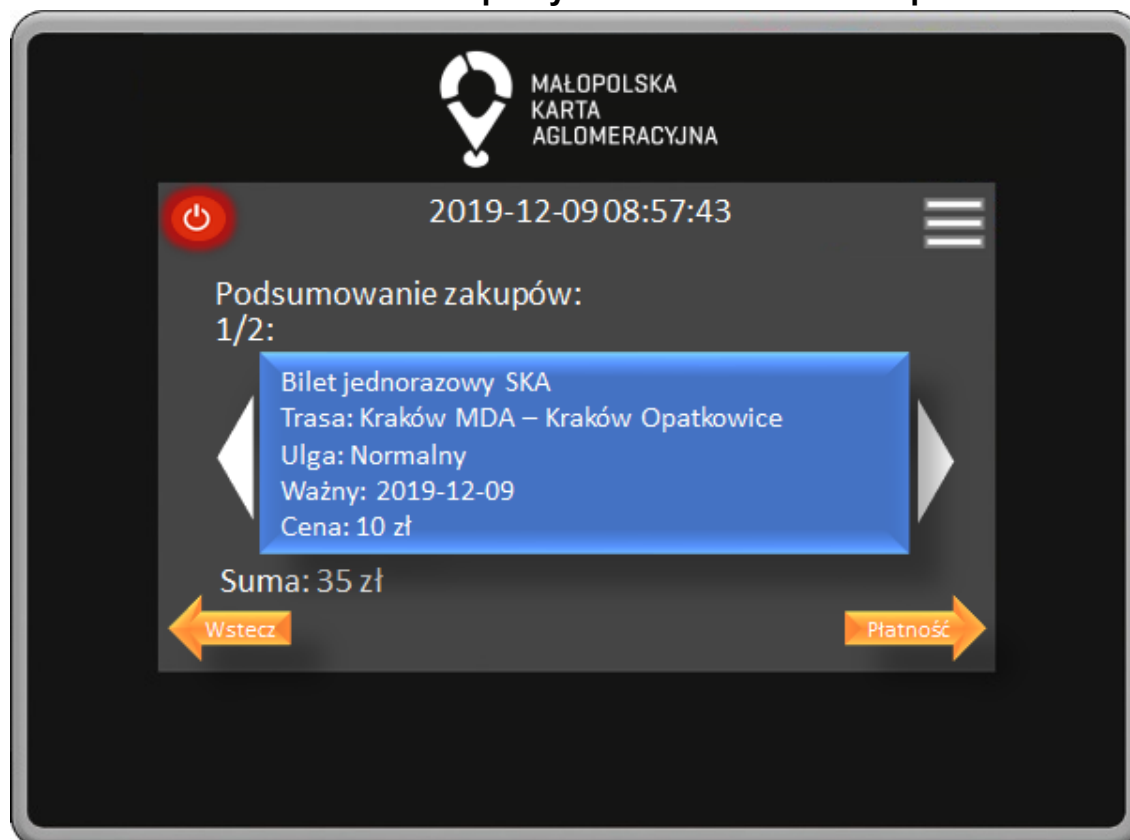 MAŁOPOLSKA
KARTA
AGLOMERACYJNA
2019-12-09 08:57:43
Podsumowanie zakupów:
1/2:
Bilet jednorazowy SKA
Trasa: Kraków MDA – Kraków Opatkowice
Ulga: Normalny
Ważny: 2019-12-09
Cena: 10 zł
Suma: 35 zł
Wstecz
Płatność